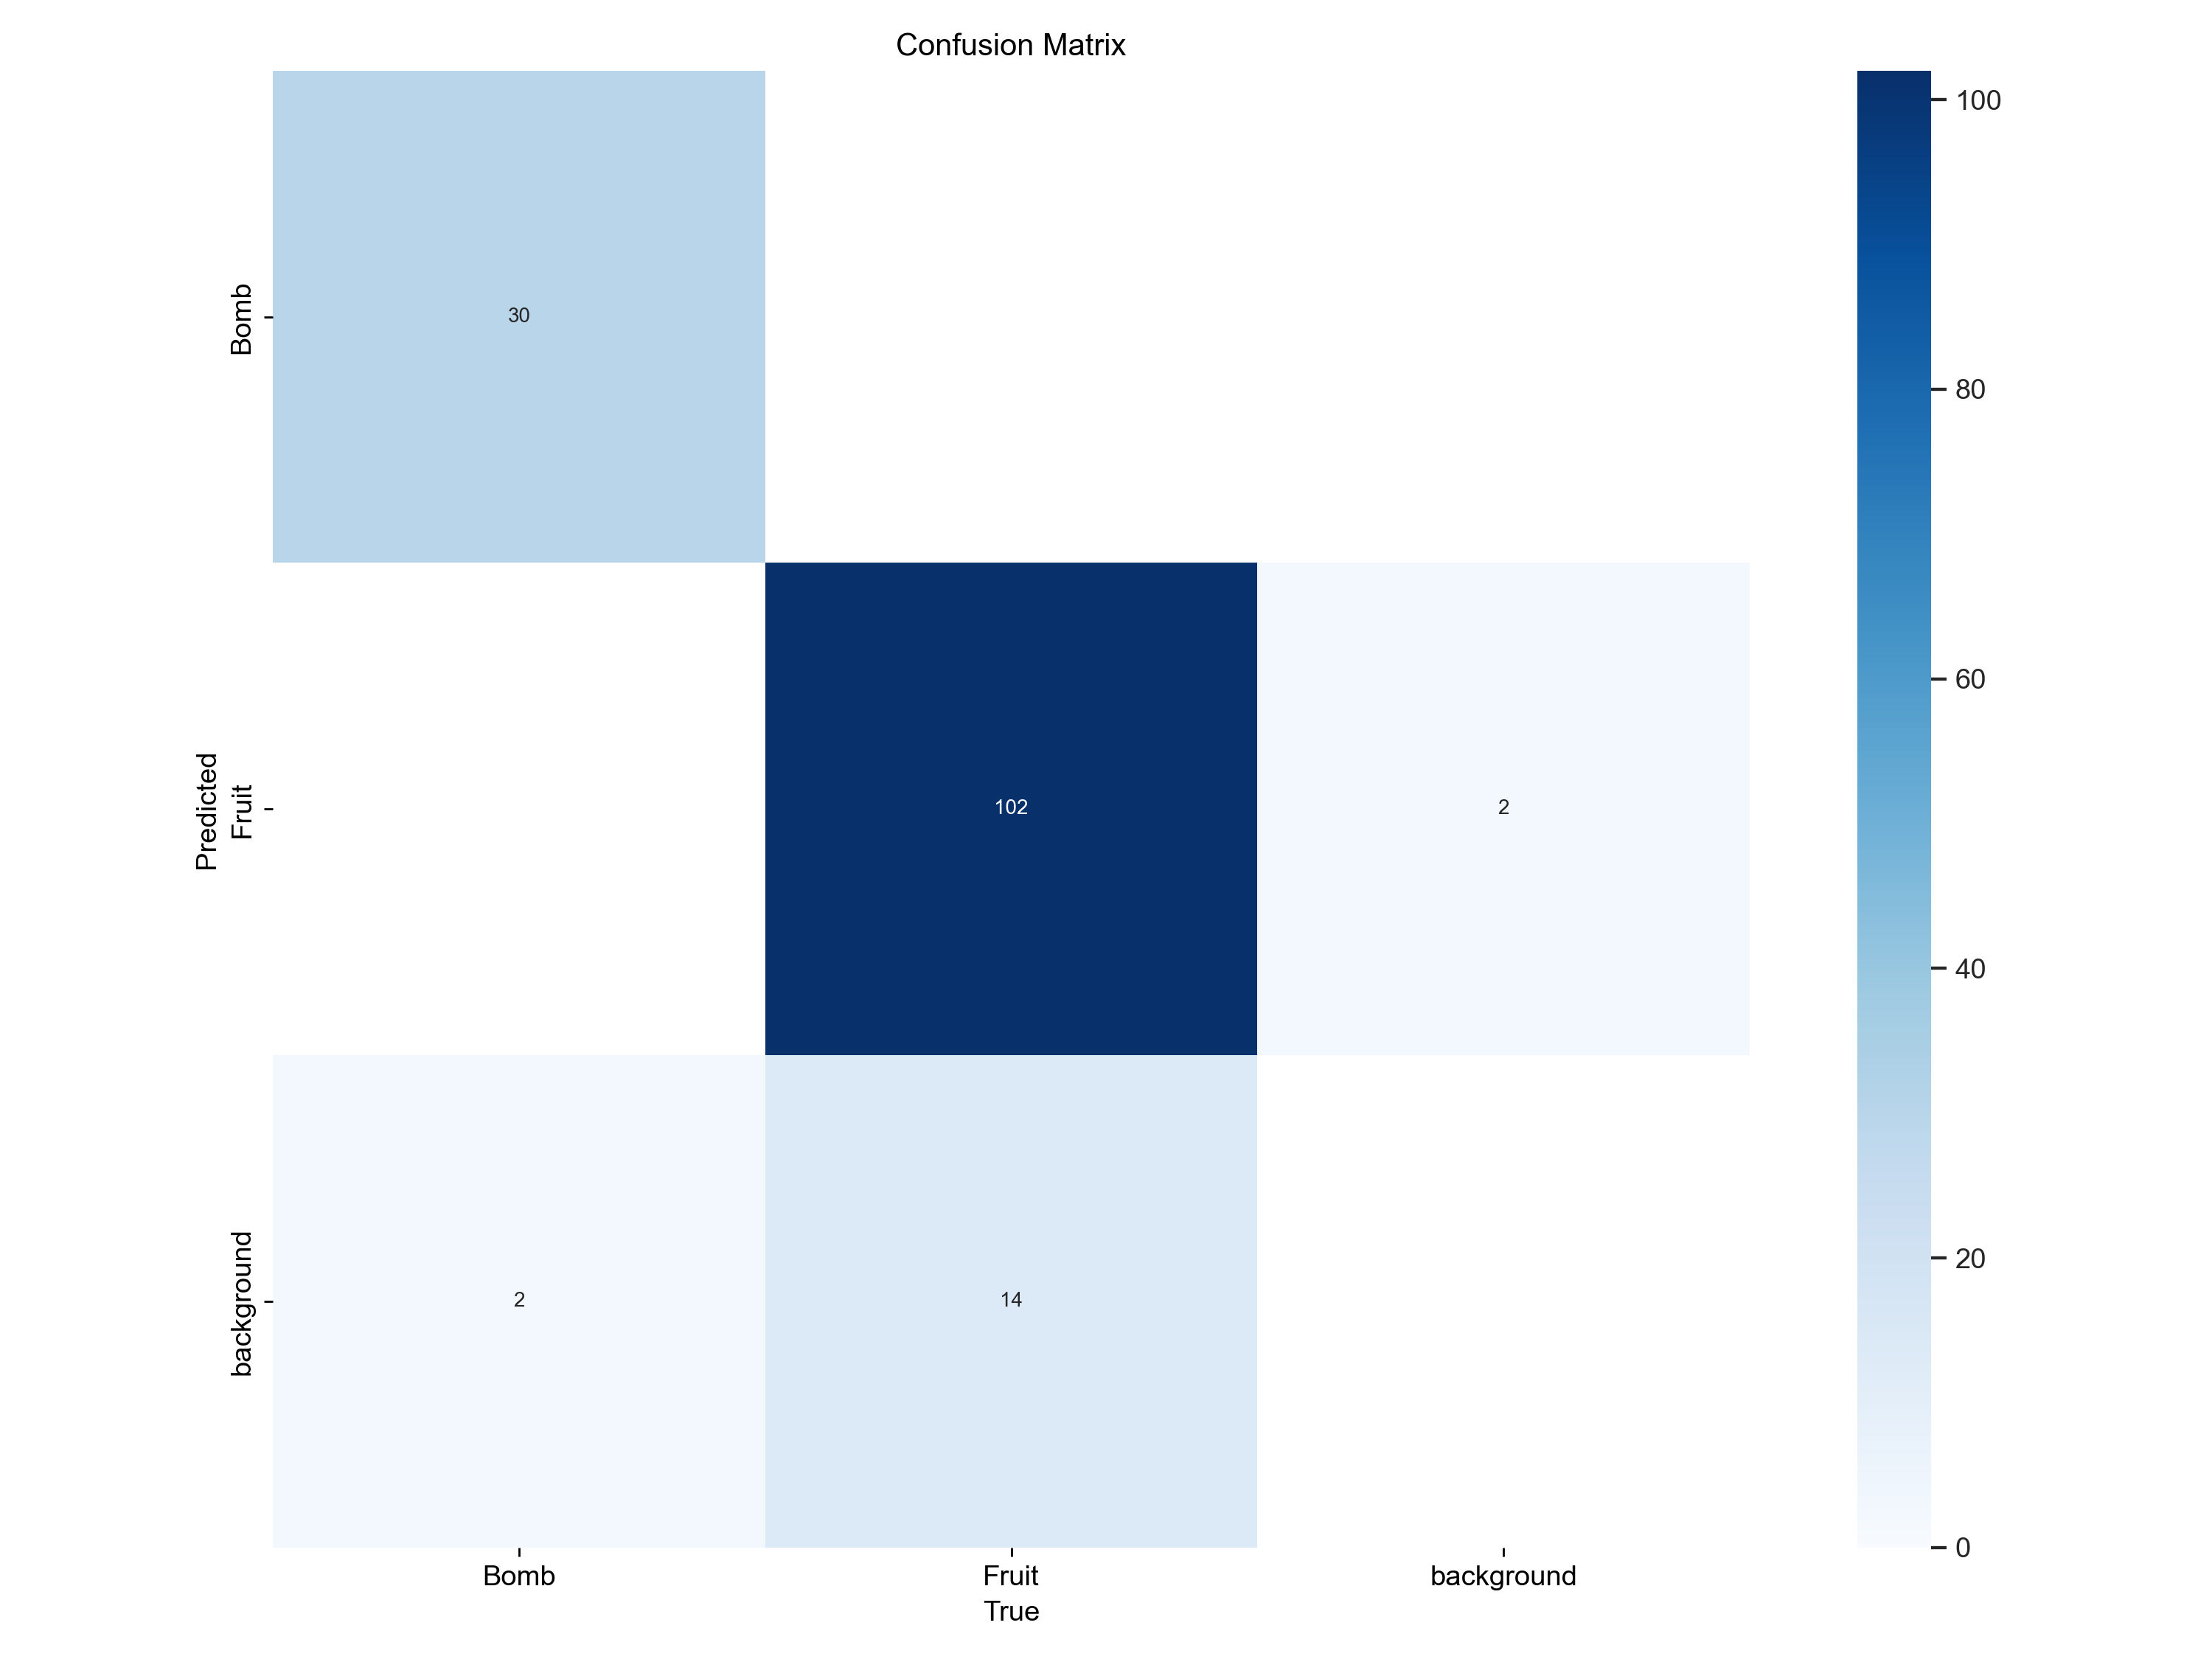 Confusion Matrix
Bomb
30
Predicted
Fruit
102
2
background
2
14
Bomb
Fruit
background
True
100
80
60
40
20
0